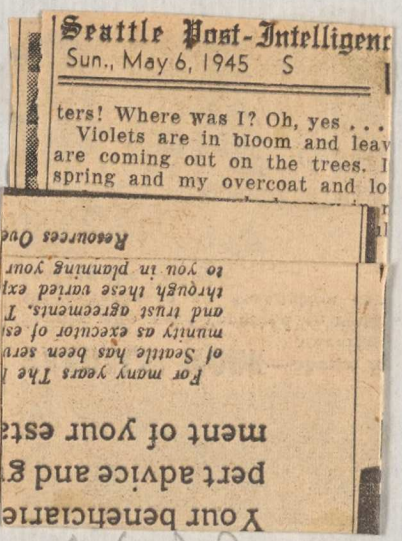 Seattle Post-Intelligenc
Sun., May 6, 1945 S
ters! Where was I? Oh, yes ...
Violets are in bloom and leav
are coming out on the trees. I
spring and my overcoat and lo
Your beneficiarie
pert advice and g
ment of your esta
For many years The
of Seattle has been serv
munity as executor of es
and trust agreements. T
through these varied exp
to you in planning your
Resources Ove